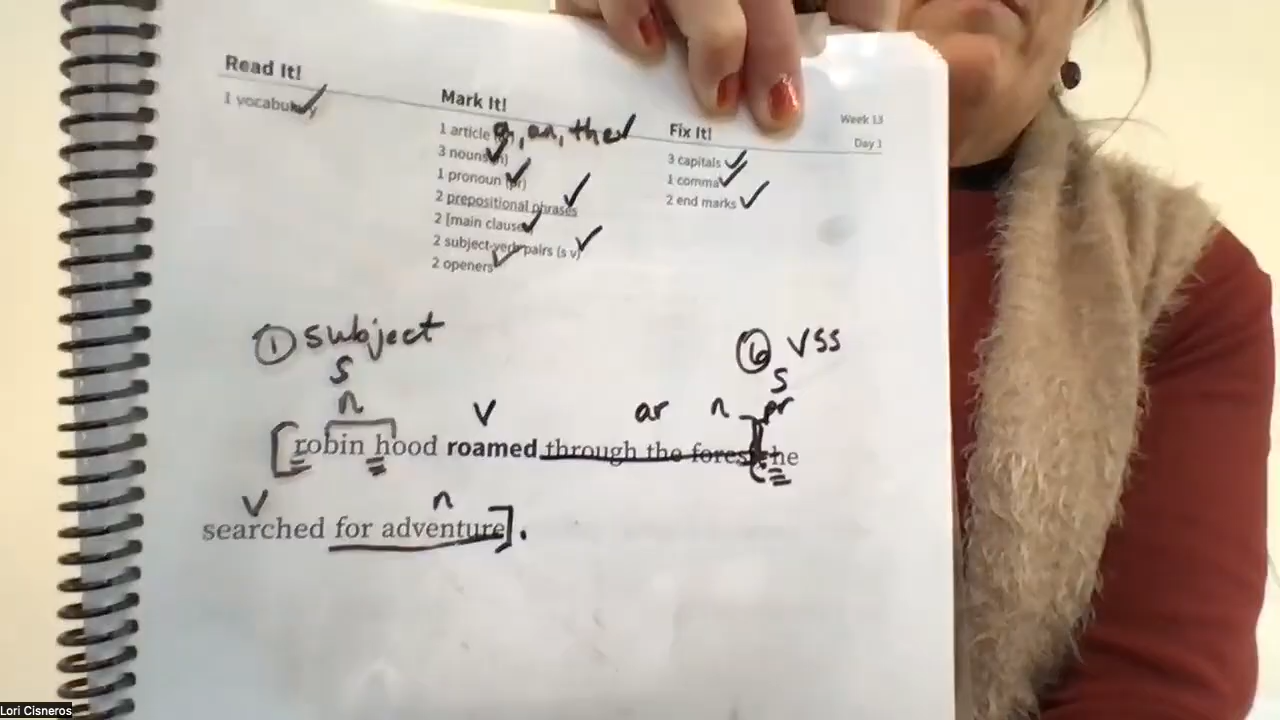 Read It!
1 vocabulary
Mark It!
1 article a, an, the
3 nouns (n)
1 pronoun (pr)
2 prepositional phrases
2 [main clause]
2 subject-verb pairs (s v)
2 openers
Fix It!
3 capitals
1 comma
2 end marks
Week 13
Day 1
① subject
⑥ vss
s
s
n v ar n pr
[robin hood roamed through the forest. he
v n
searched for adventure].
Lori Cisneros